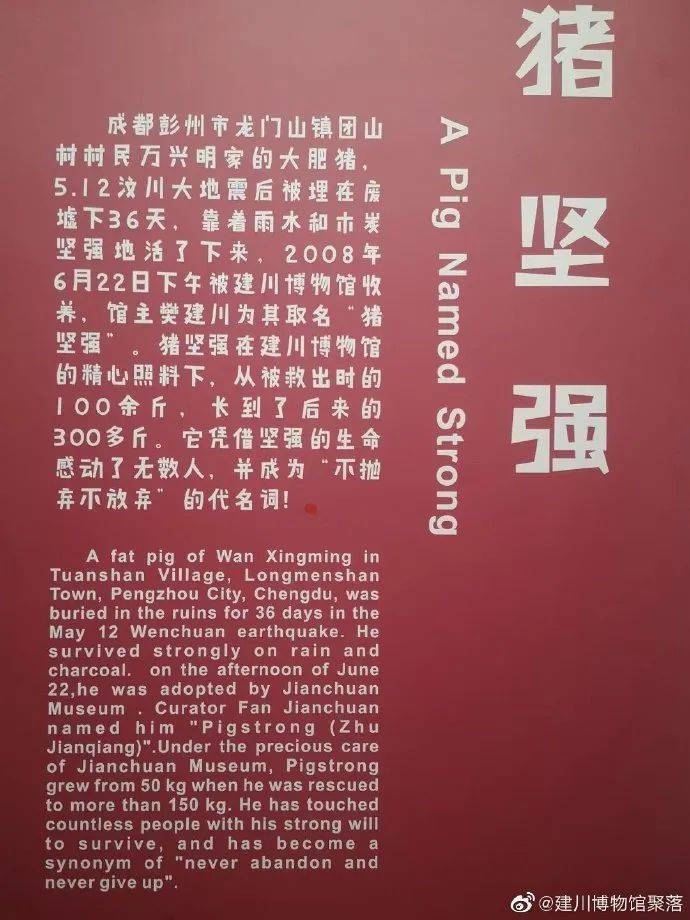 猪坚强
A Pig Named Strong
成都彭州市龙门山镇团山
村村民万兴明家的大肥猪，
5.12汶川大地震后被埋在废
墟下36天，靠着雨水和木炭
坚强地活了下来，2008年
6月22日下午被建川博物馆收
养，馆主樊建川为其取名“猪
坚强”。猪坚强在建川博物馆
的精心照料下，从被救出时的
100余斤，长到了后来的
300多斤。它凭借坚强的生命
感动了无数人，并成为“不抛
弃不放弃”的代名词！
A fat pig of Wan Xingming in
Tuanshan Village, Longmenshan
Town, Pengzhou City, Chengdu, was
buried in the ruins for 36 days in the
May 12 Wenchuan earthquake. He
survived strongly on rain and
charcoal. on the afternoon of June
22,he was adopted by Jianchuan
Museum . Curator Fan Jianchuan
named him "Pigstrong (Zhu
Jianqiang)".Under the precious care
of Jianchuan Museum, Pigstrong
grew from 50 kg when he was rescued
to more than 150 kg. He has touched
countless people with his strong will
to survive, and has become a
synonym of "never abandon and
never give up".
@建川博物馆聚落